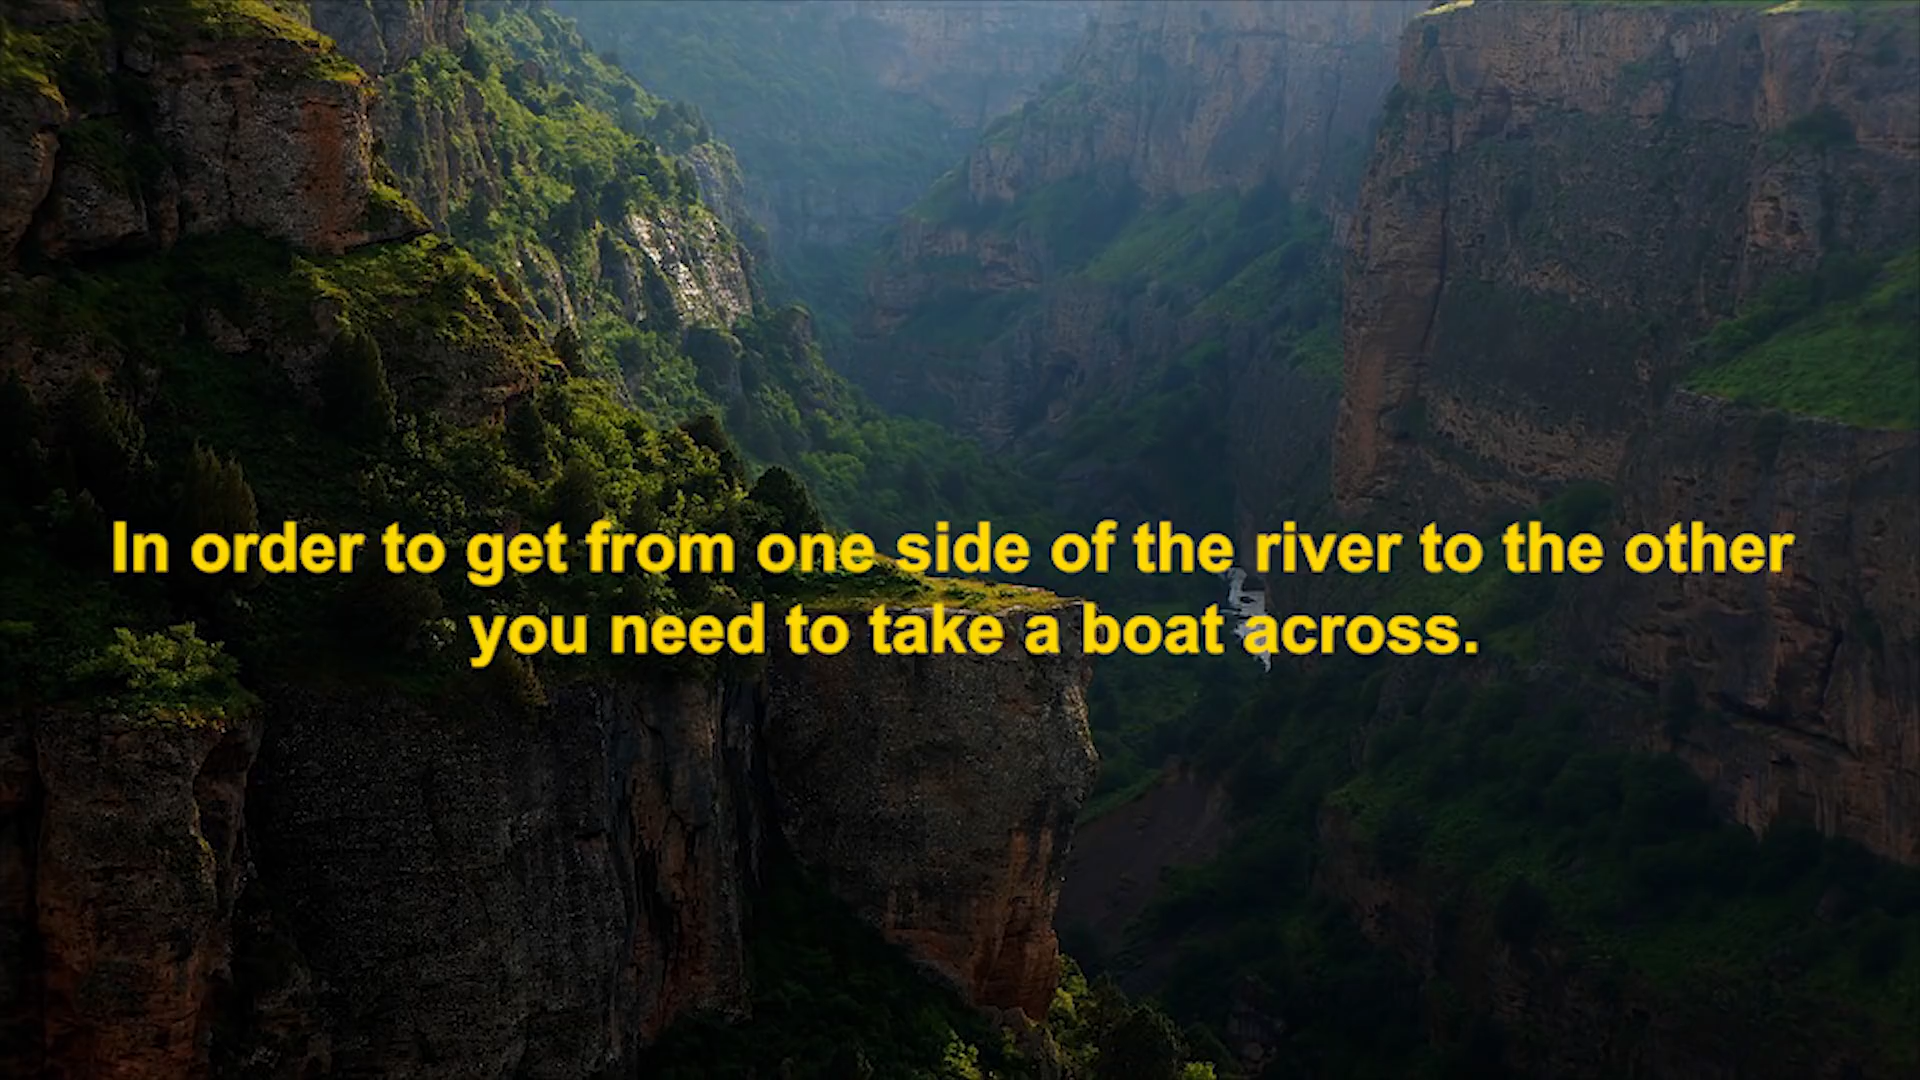 In order to get from one side of the river to the other
you need to take a boat across.